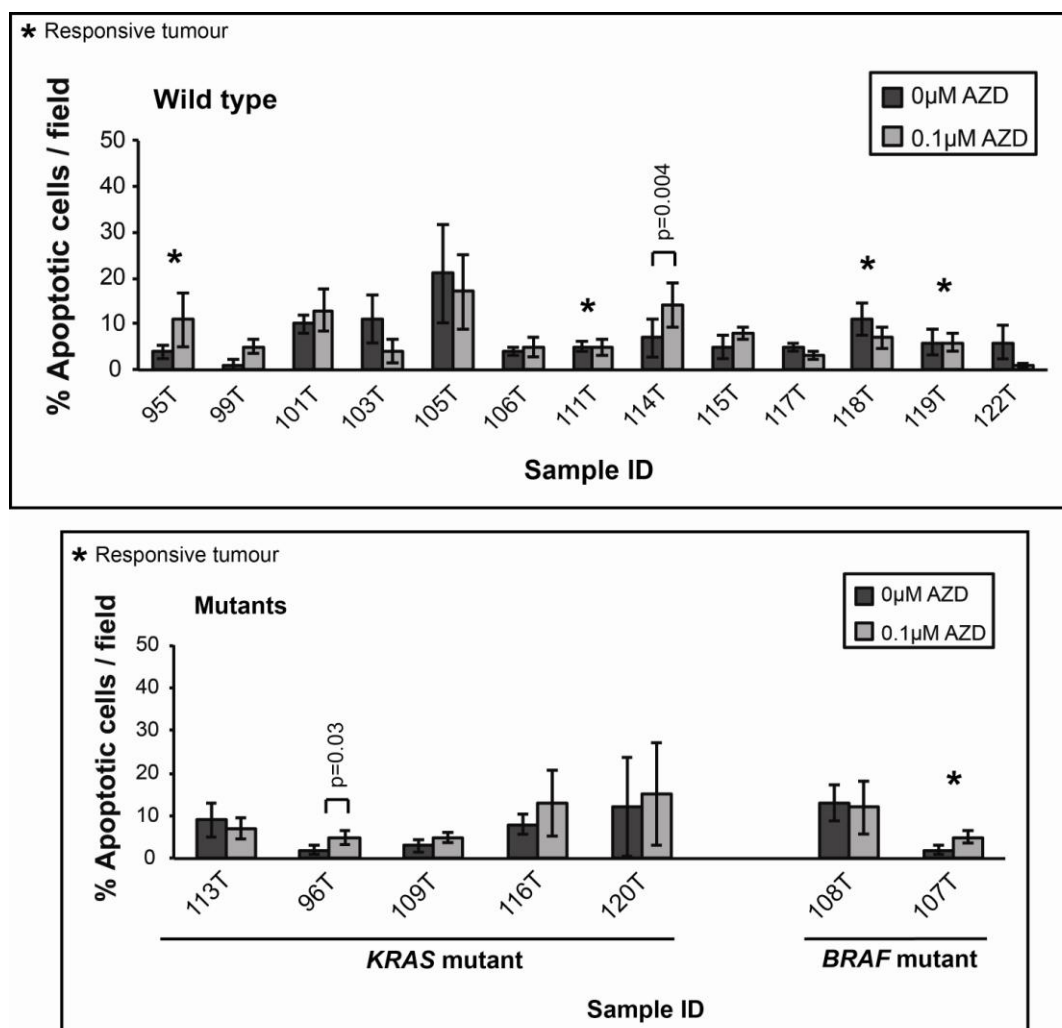 * Responsive tumour
Wild type
0µM AZD
0.1µM AZD
% Apoptotic cells / field
50
40
30
20
10
0
*
p=0.004
*
*
*
95T
99T
101T
103T
105T
106T
111T
114T
115T
117T
118T
119T
122T
Sample ID
* Responsive tumour
Mutants
0µM AZD
0.1µM AZD
% Apoptotic cells / field
50
40
30
20
10
0
p=0.03
*
113T
96T
109T
116T
120T
108T
107T
KRAS mutant
BRAF mutant
Sample ID